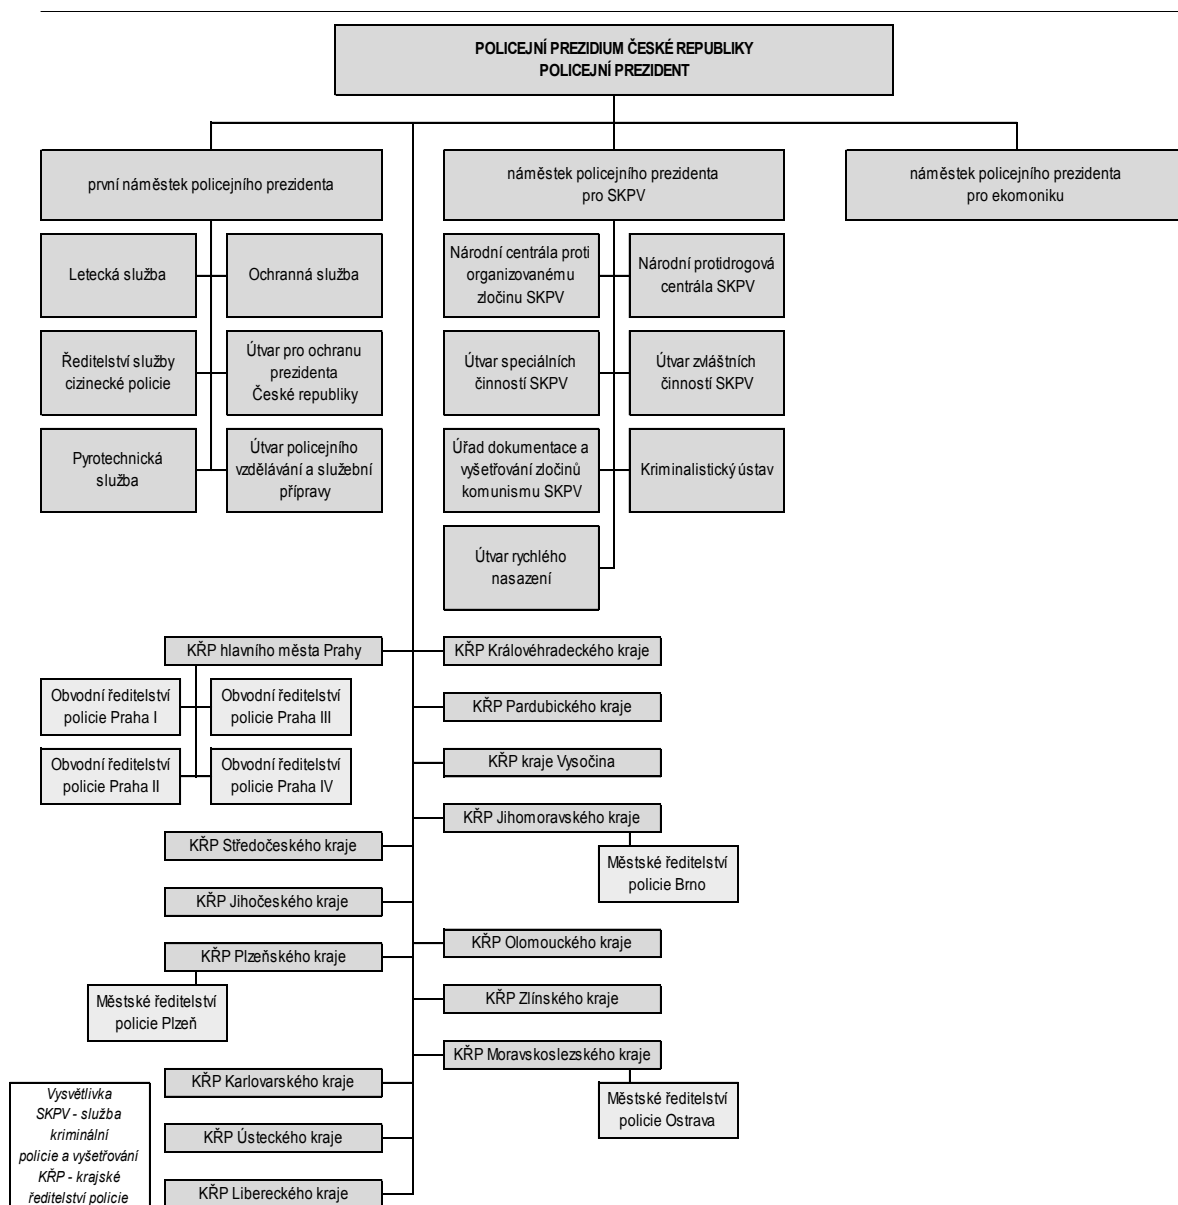 POLICEJNÍ PREZIDIUM ČESKÉ REPUBLIKY
POLICEJNÍ PREZIDENT
první náměstek policejního prezidenta
náměstek policejního prezidenta
pro SKPV
náměstek policejního prezidenta
pro ekomoniku
Letecká služba
Ochranná služba
Národní centrála proti
organizovanému
zločinu SKPV
Národní protidrogová
centrála SKPV
Ředitelství služby
cizinecké policie
Útvar pro ochranu
prezidenta
České republiky
Útvar speciálních
činností SKPV
Útvar zvláštních
činností SKPV
Pyrotechnická
služba
Útvar policejního
vzdělávání a služební
přípravy
Úřad dokumentace a
vyšetřování zločinů
komunismu SKPV
Kriminalistický ústav
Útvar rychlého
nasazení
KŘP hlavního města Prahy
KŘP Královéhradeckého kraje
Obvodní ředitelství
policie Praha I
Obvodní ředitelství
policie Praha III
KŘP Pardubického kraje
Obvodní ředitelství
policie Praha II
Obvodní ředitelství
policie Praha IV
KŘP kraje Vysočina
KŘP Jihomoravského kraje
KŘP Středočeského kraje
Městské ředitelství
policie Brno
KŘP Jihočeského kraje
KŘP Olomouckého kraje
KŘP Plzeňského kraje
Městské ředitelství
policie Plzeň
KŘP Zlínského kraje
KŘP Moravskoslezského kraje
KŘP Karlovarského kraje
Městské ředitelství
policie Ostrava
KŘP Ústeckého kraje
KŘP Libereckého kraje
Vysvětlivka
SKPV - služba
kriminální
policie a vyšetřování
KŘP - krajské
ředitelství policie